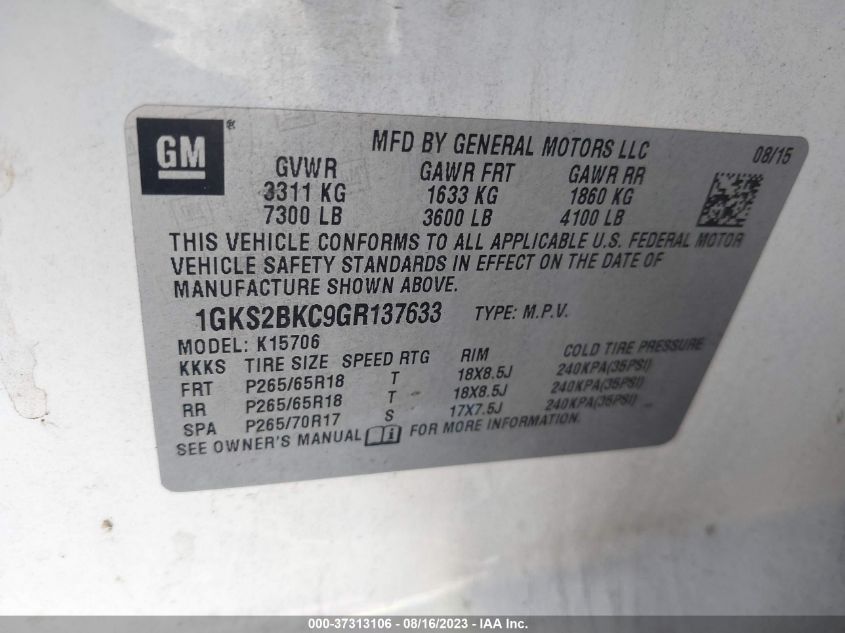 GM ®
MFD BY GENERAL MOTORS LLC 08/15
GVWR GAWR FRT GAWR RR
3311 KG 1633 KG 1860 KG
7300 LB 3600 LB 4100 LB
THIS VEHICLE CONFORMS TO ALL APPLICABLE U.S. FEDERAL MOTOR
VEHICLE SAFETY STANDARDS IN EFFECT ON THE DATE OF
MANUFACTURE SHOWN ABOVE.
1GKS2BKC9GR137633 TYPE: M.P.V.
MODEL: K15706
KKKS TIRE SIZE SPEED RTG RIM COLD TIRE PRESSURE
FRT P265/65R18 T 18X8.5J 240KPA(35PSI)
RR P265/65R18 T 18X8.5J 240KPA(35PSI)
SPA P265/70R17 S 17X7.5J 240KPA(35PSI)
SEE OWNER'S MANUAL FOR MORE INFORMATION.
000-37313106 - 08/16/2023 - IAA Inc.